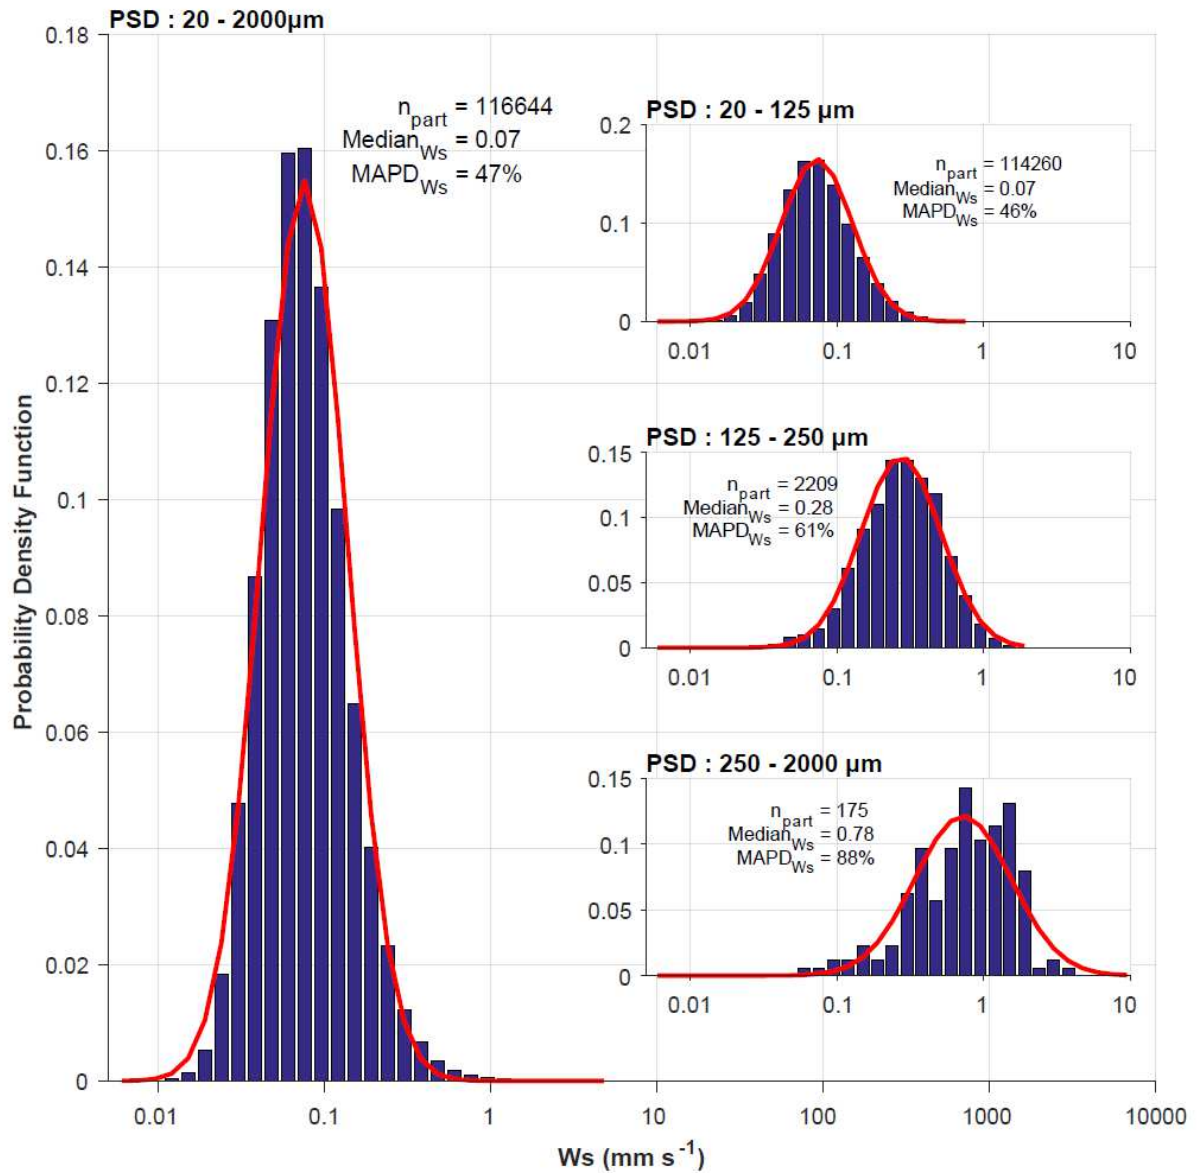 PSD : 20 - 2000µm
0.18
0.16
0.14
0.12
0.1
0.08
0.06
0.04
0.02
0
Probability Density Function
n_part = 116644
Median_Ws = 0.07
MAPD_Ws = 47%
0.01 0.1 1 10 100 1000 10000
Ws (mm s⁻¹)
PSD : 20 - 125 µm
0.2
0.1
0
n_part = 114260
Median_Ws = 0.07
MAPD_Ws = 46%
0.01 0.1 1 10
PSD : 125 - 250 µm
0.15
0.1
0.05
0
n_part = 2209
Median_Ws = 0.28
MAPD_Ws = 61%
0.01 0.1 1 10
PSD : 250 - 2000 µm
0.15
0.1
0.05
0
n_part = 175
Median_Ws = 0.78
MAPD_Ws = 88%
0.01 0.1 1 10